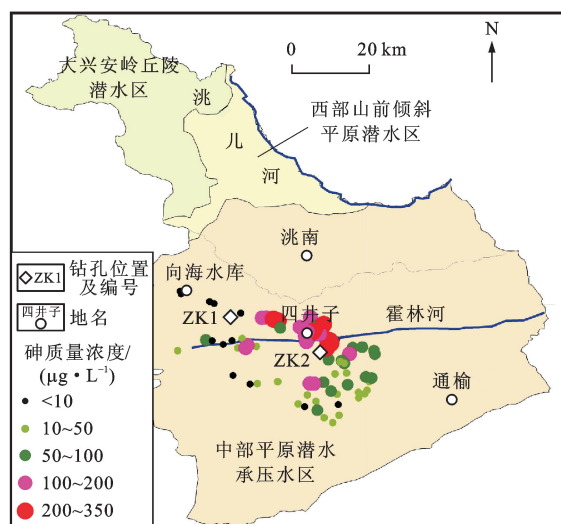 0 20 km
N
大兴安岭丘陵
潜水区
洮
儿
河
西部山前倾斜
平原潜水区
洮南
向海水库
ZK1
四井子
霍林河
ZK2
通榆
中部平原潜水
承压水区
ZK1 钻孔位置
及编号
四井子 地名
砷质量浓度/
(μg·L⁻¹)
<10
10~50
50~100
100~200
200~350